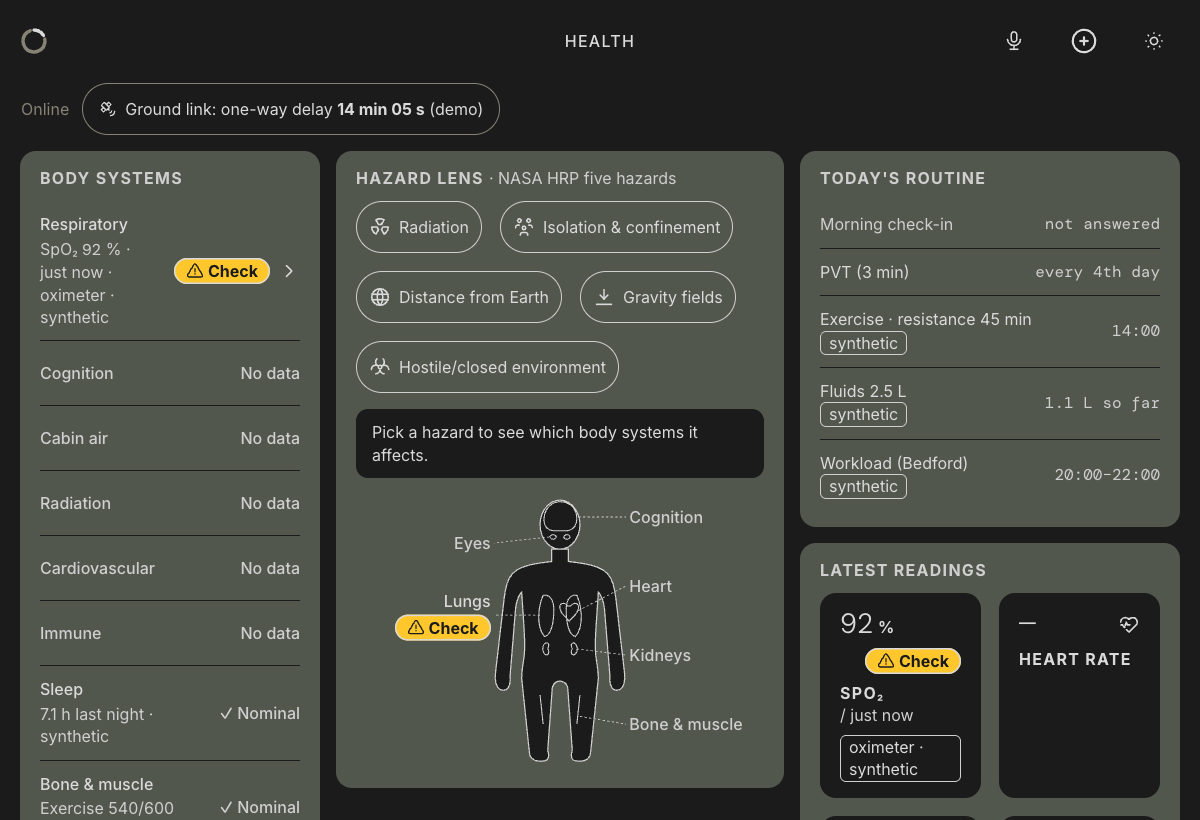 HEALTH
Online
Ground link: one-way delay 14 min 05 s (demo)
BODY SYSTEMS
Respiratory
SpO₂ 92 % ·
just now ·
oximeter ·
synthetic
Check
Cognition No data
Cabin air No data
Radiation No data
Cardiovascular No data
Immune No data
Sleep
7.1 h last night ·
synthetic
✓ Nominal
Bone & muscle
Exercise 540/600
✓ Nominal
HAZARD LENS · NASA HRP five hazards
Radiation
Isolation & confinement
Distance from Earth
Gravity fields
Hostile/closed environment
Pick a hazard to see which body systems it
affects.
Cognition
Eyes
Heart
Lungs
Check
Kidneys
Bone & muscle
TODAY'S ROUTINE
Morning check-in not answered
PVT (3 min) every 4th day
Exercise · resistance 45 min
synthetic
14:00
Fluids 2.5 L
synthetic
1.1 L so far
Workload (Bedford)
synthetic
20:00–22:00
LATEST READINGS
92 %
Check
SPO₂
/ just now
oximeter ·
synthetic
—
HEART RATE